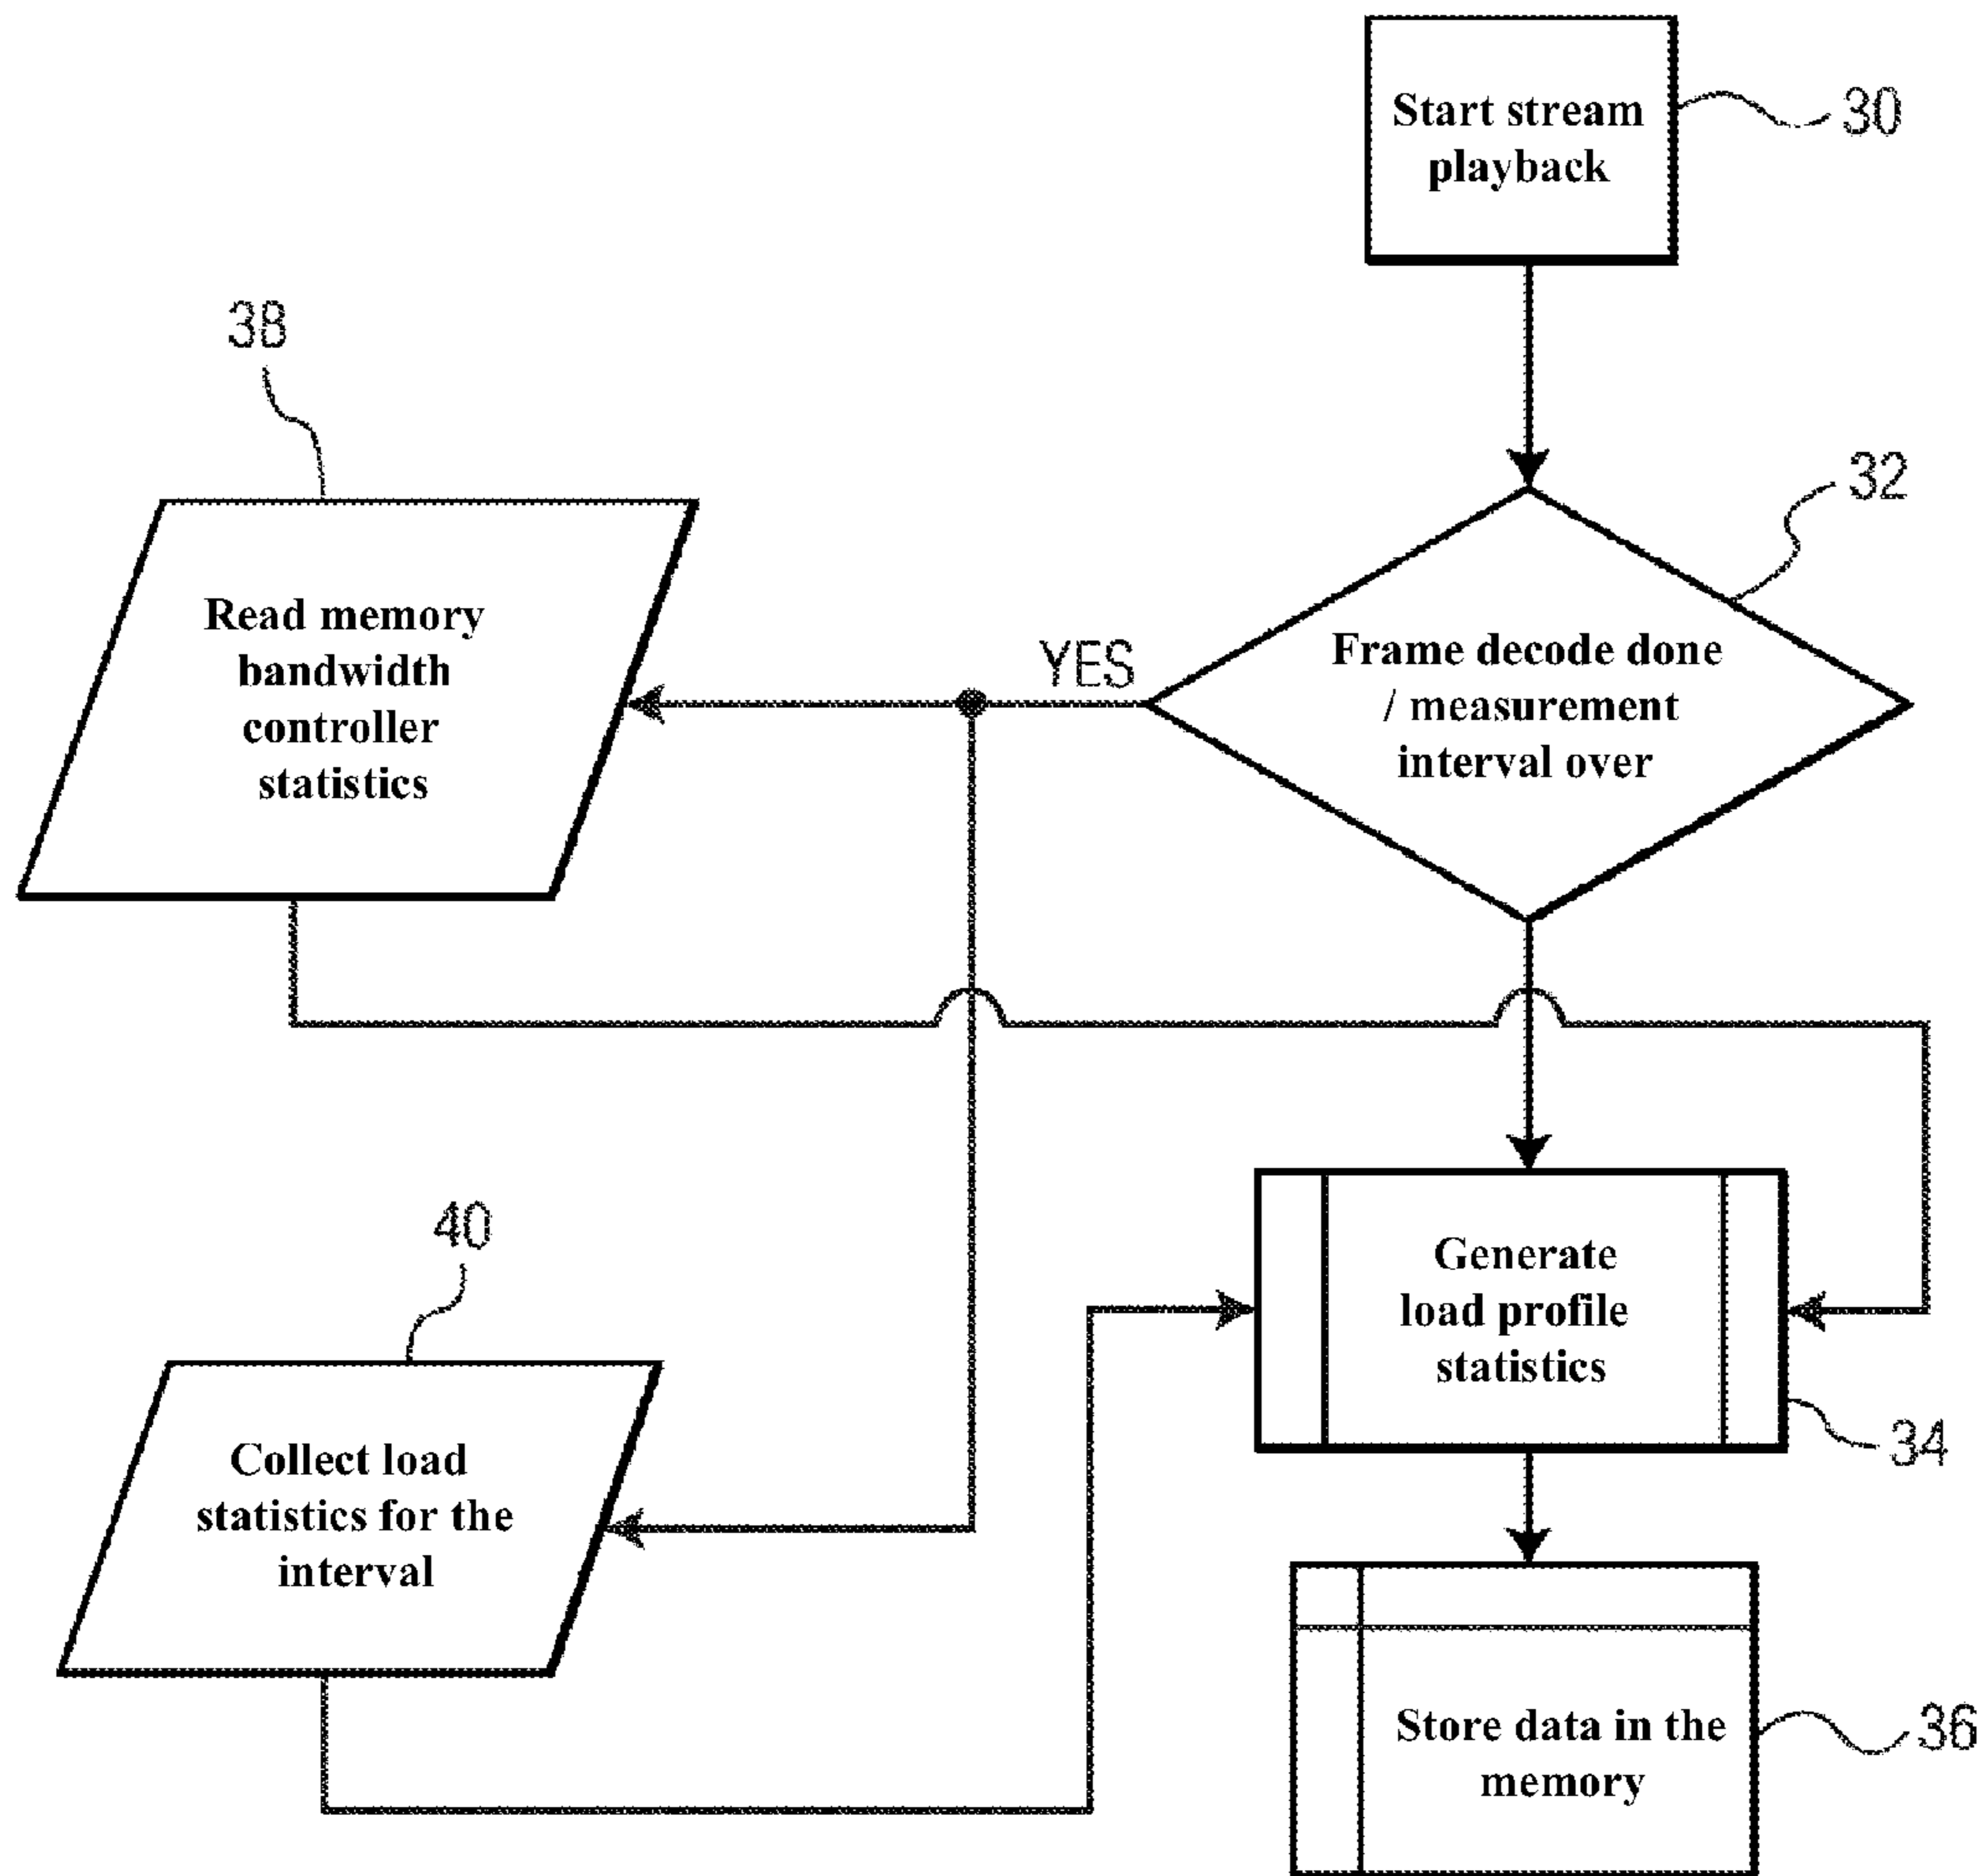 Start stream
playback
30
38
32
Read memory
bandwidth
controller
statistics
YES
Frame decode done
/ measurement
interval over
40
Generate
load profile
statistics
34
Collect load
statistics for the
interval
Store data in the
memory
36